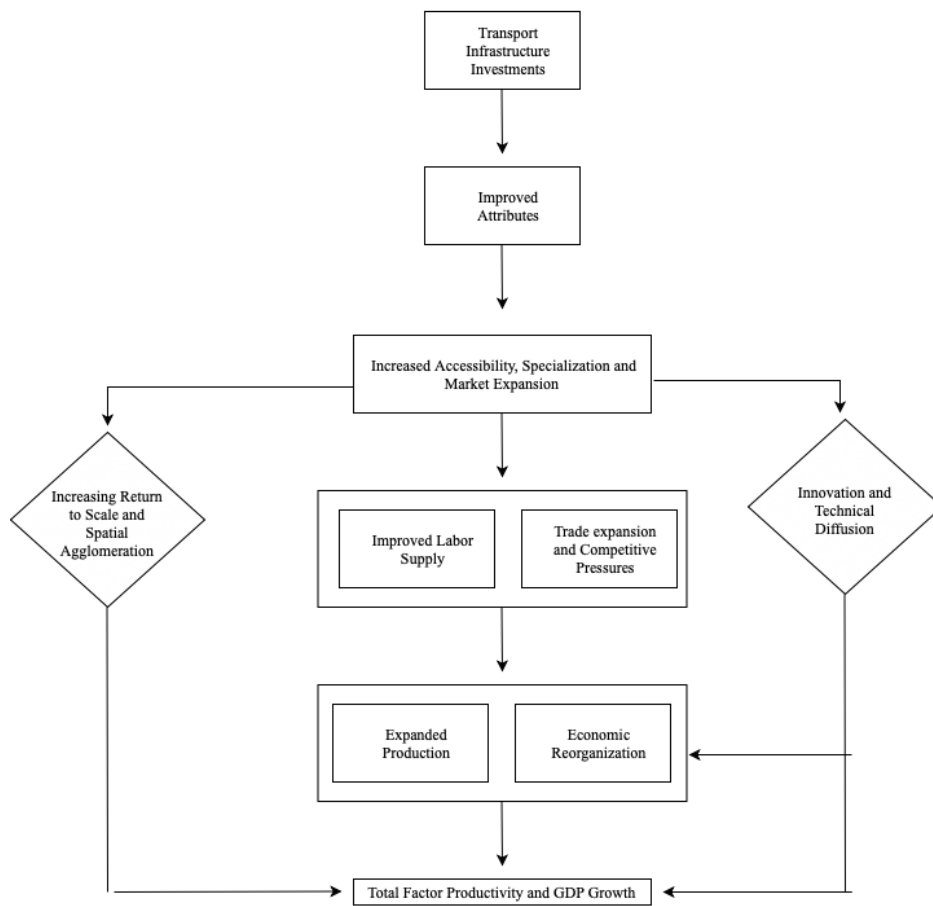 Transport
Infrastructure
Investments
Improved
Attributes
Increased Accessibility, Specialization and
Market Expansion
Increasing Return
to Scale and
Spatial
Agglomeration
Improved Labor
Supply
Trade expansion
and Competitive
Pressures
Innovation and
Technical
Diffusion
Expanded
Production
Economic
Reorganization
Total Factor Productivity and GDP Growth